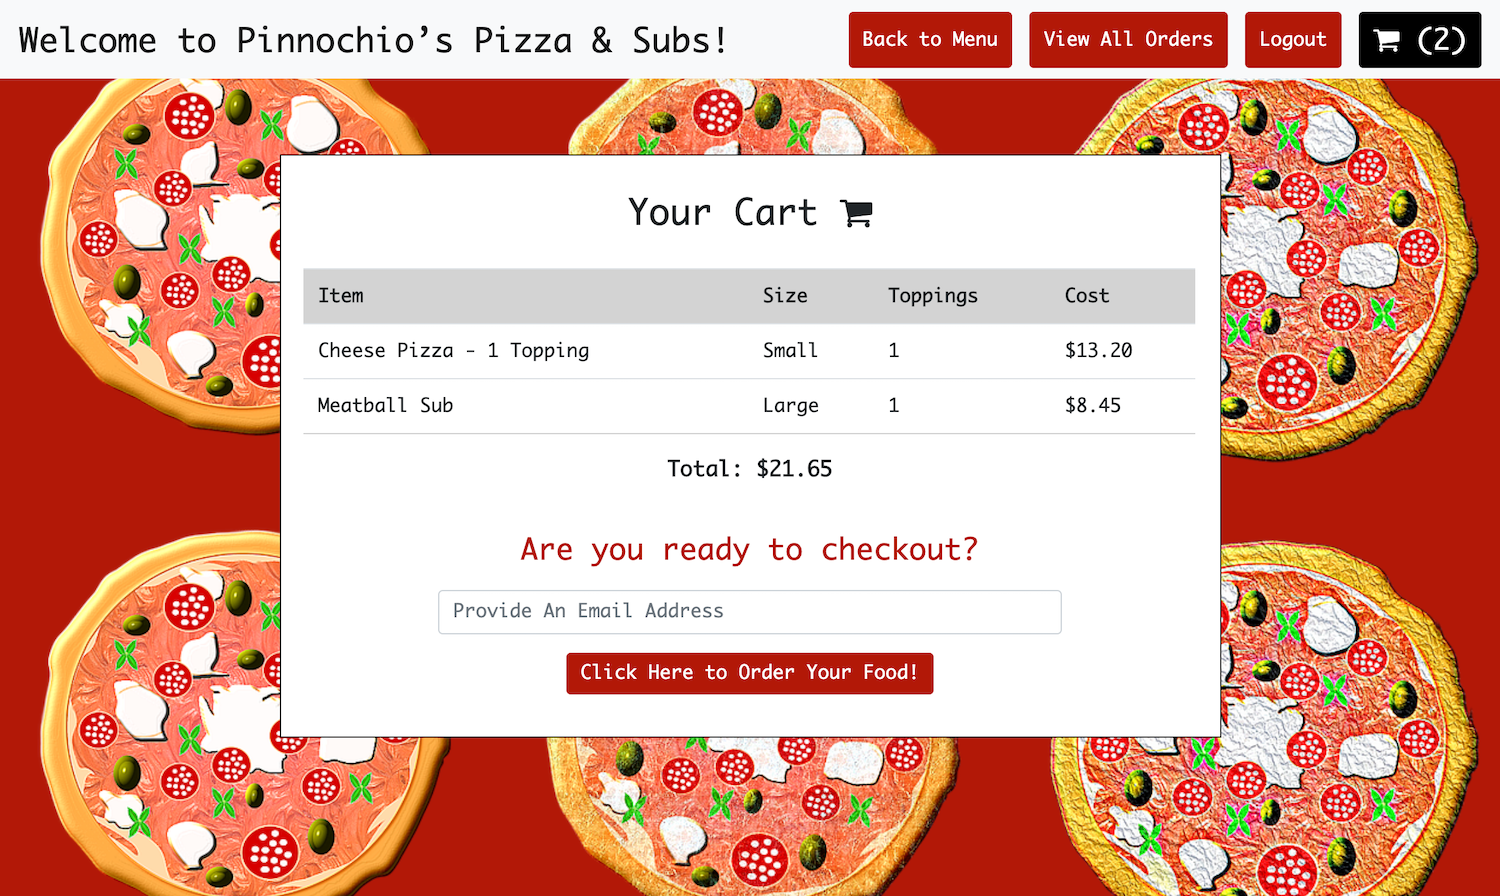 Welcome to Pinnochio’s Pizza & Subs!
Back to Menu
View All Orders
Logout
(2)
Your Cart
Item Size Toppings Cost
Cheese Pizza - 1 Topping Small 1 $13.20
Meatball Sub Large 1 $8.45
Total: $21.65
Are you ready to checkout?
Provide An Email Address
Click Here to Order Your Food!